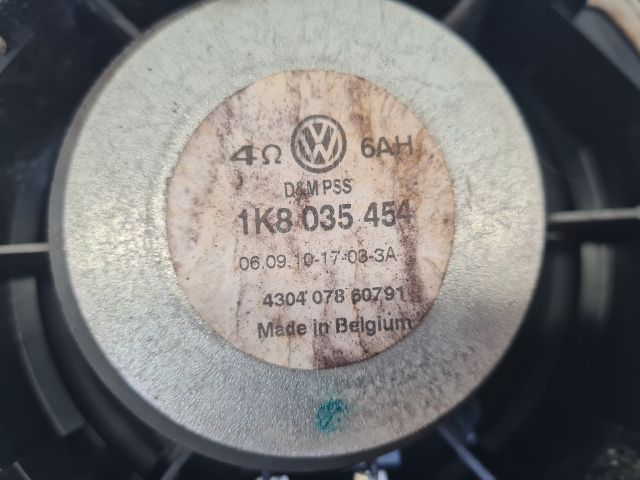 4Ω 6AH
D&M PSS
1K8 035 454
06.09.10-17-03-3A
4304 078 60791
Made in Belgium